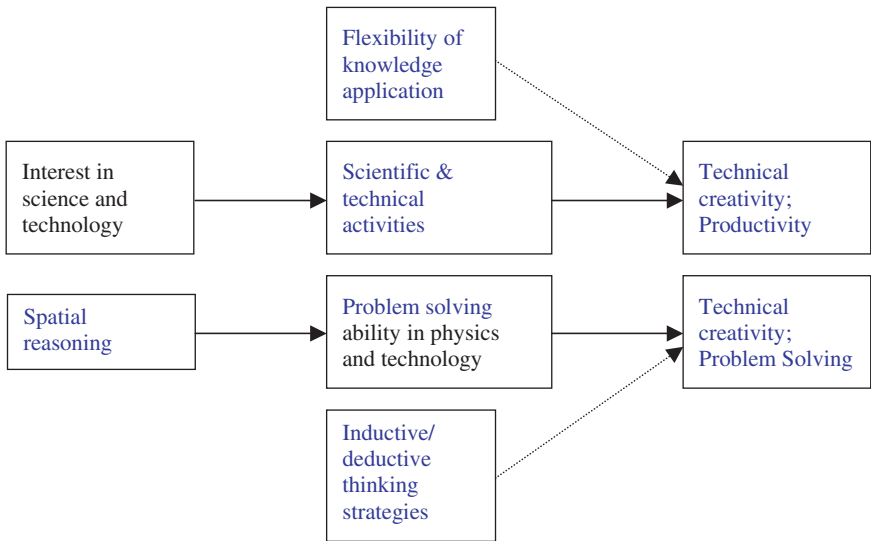 Flexibility of
knowledge
application
Interest in
science and
technology
Scientific &
technical
activities
Technical
creativity;
Productivity
Spatial
reasoning
Problem solving
ability in physics
and technology
Technical
creativity;
Problem Solving
Inductive/
deductive
thinking
strategies